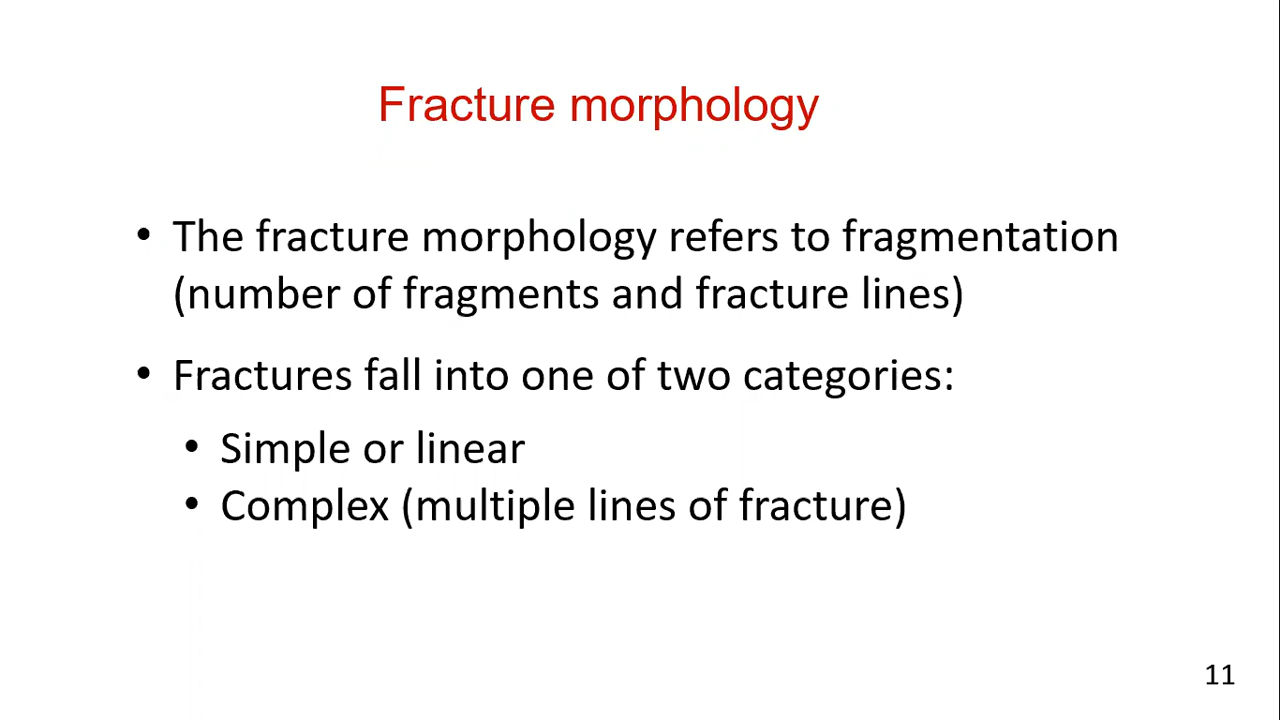 Fracture morphology
• The fracture morphology refers to fragmentation
(number of fragments and fracture lines)
• Fractures fall into one of two categories:
• Simple or linear
• Complex (multiple lines of fracture)
11